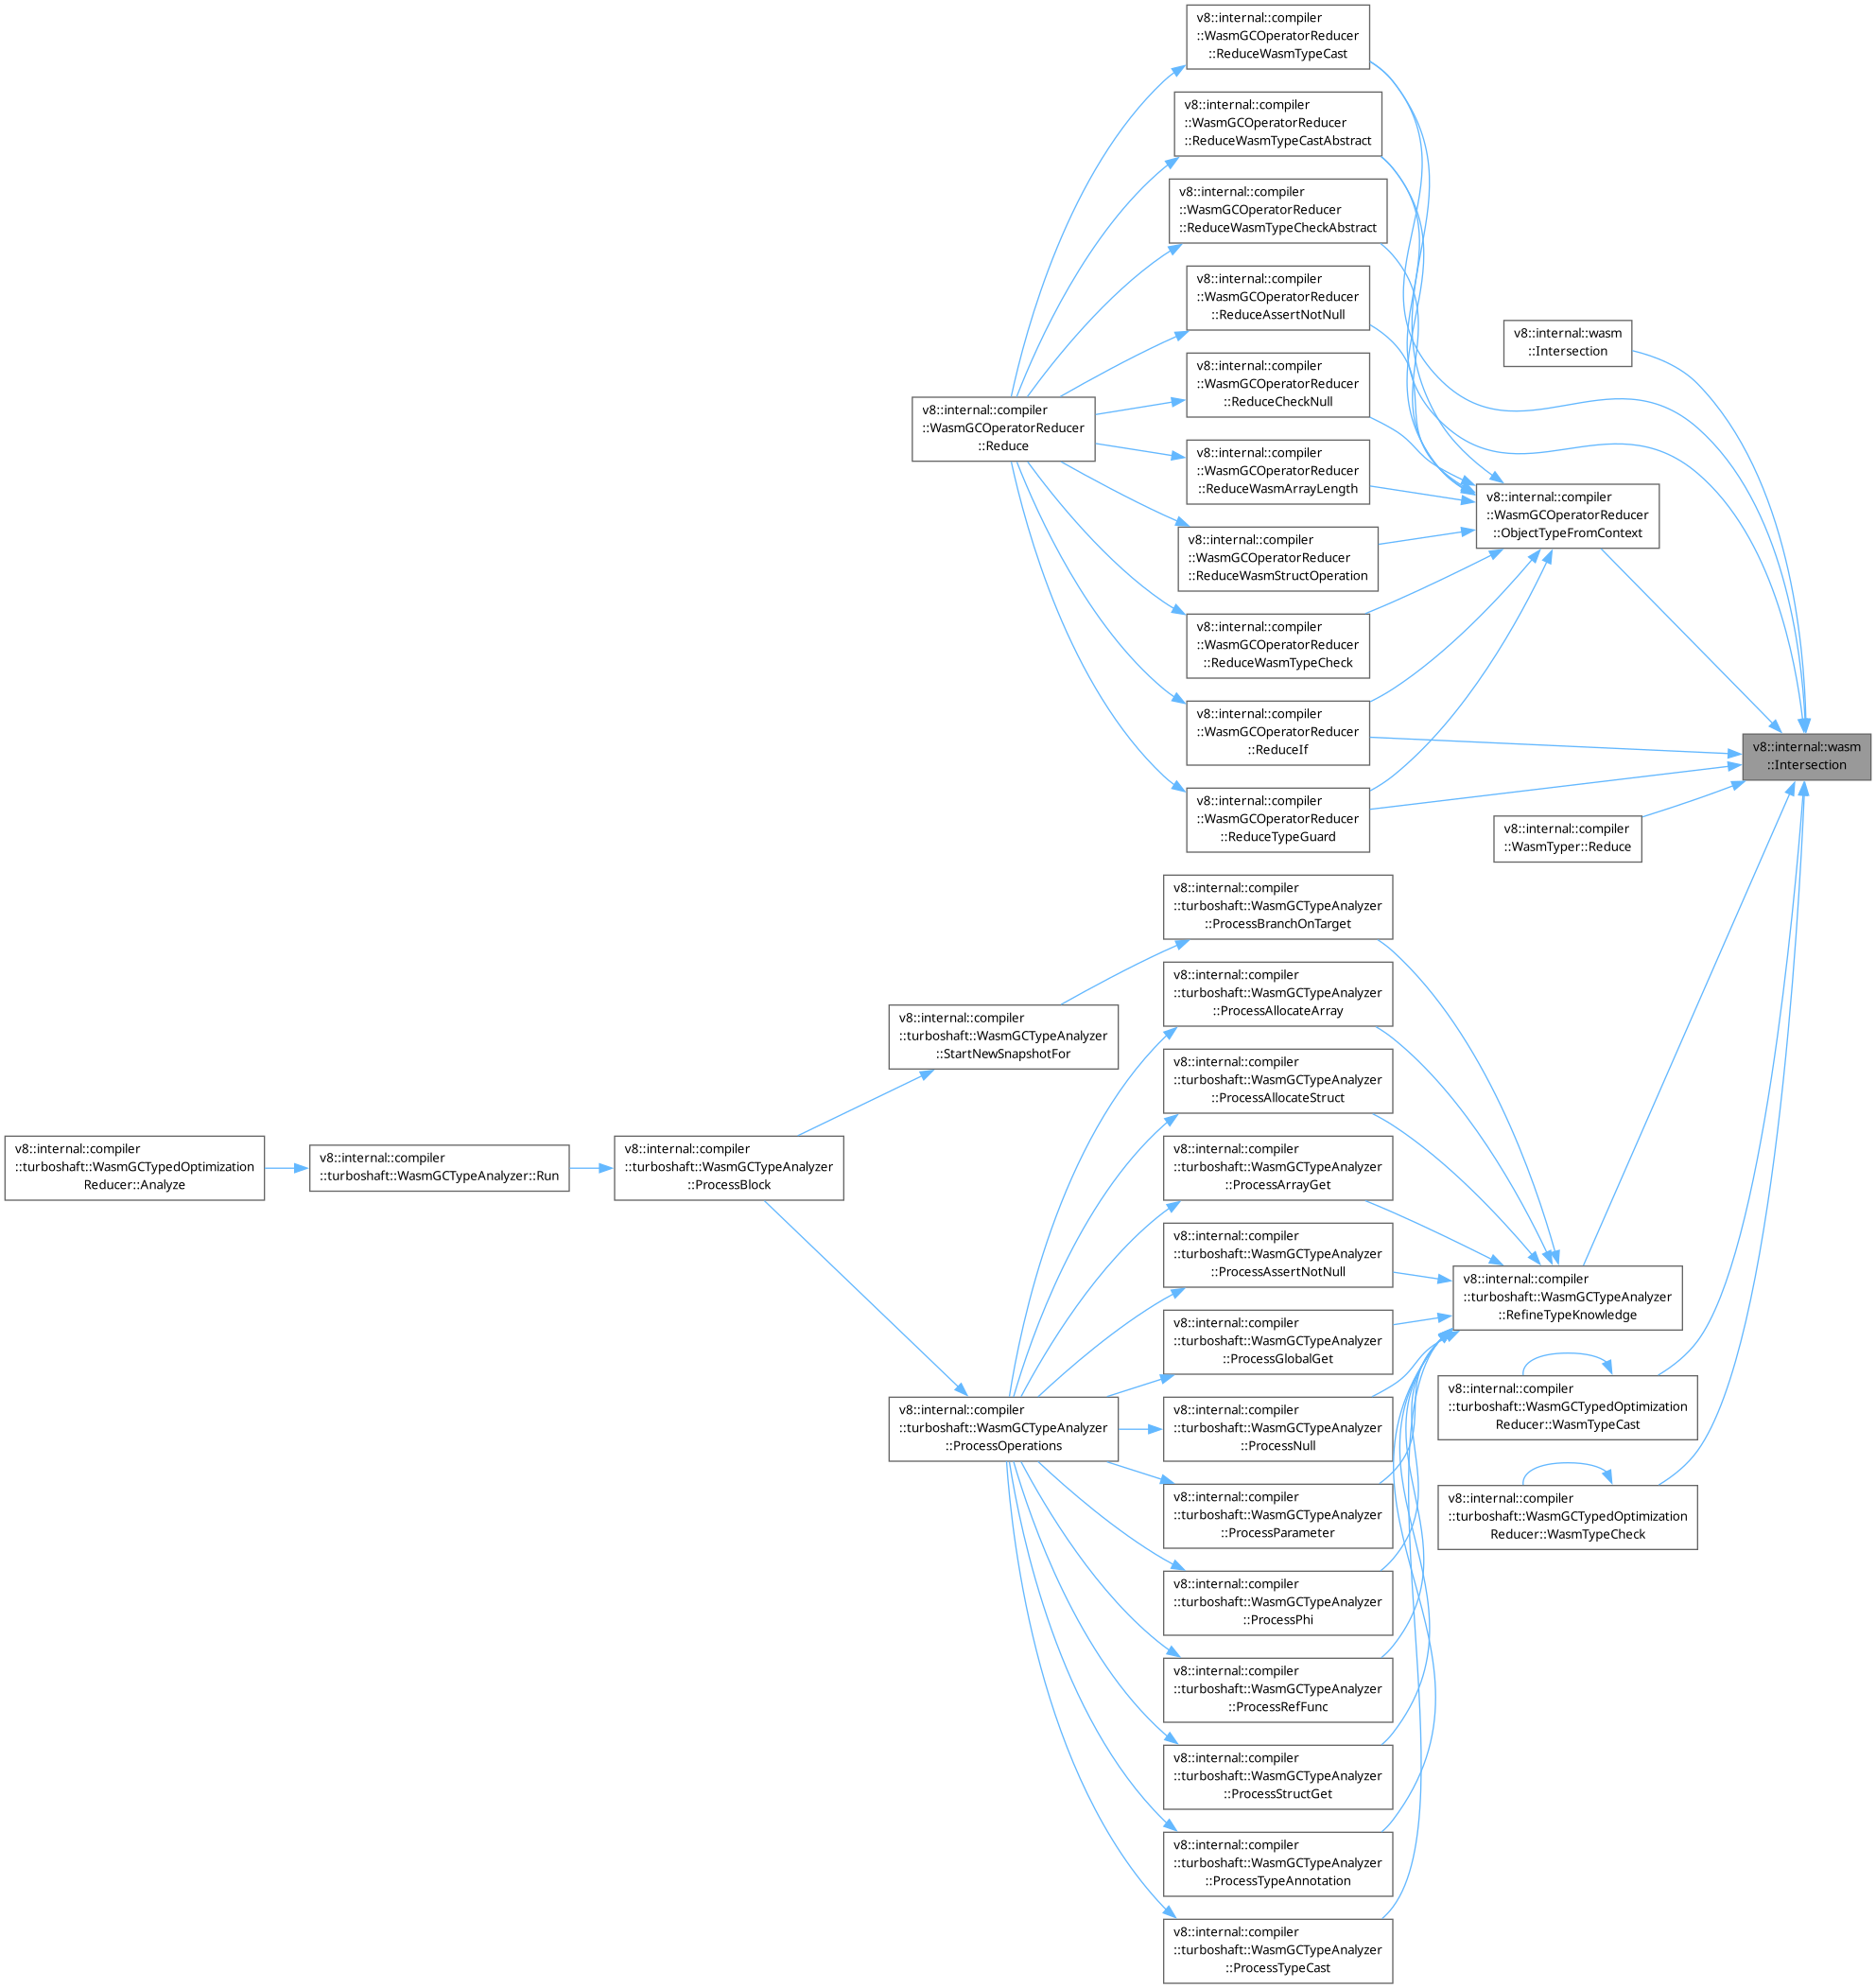 v8::internal::compiler
::WasmGCOperatorReducer
::ReduceWasmTypeCast
v8::internal::compiler
::WasmGCOperatorReducer
::ReduceWasmTypeCastAbstract
v8::internal::compiler
::WasmGCOperatorReducer
::ReduceWasmTypeCheckAbstract
v8::internal::compiler
::WasmGCOperatorReducer
::ReduceAssertNotNull
v8::internal::wasm
::Intersection
v8::internal::compiler
::WasmGCOperatorReducer
::ReduceCheckNull
v8::internal::compiler
::WasmGCOperatorReducer
::Reduce
v8::internal::compiler
::WasmGCOperatorReducer
::ReduceWasmArrayLength
v8::internal::compiler
::WasmGCOperatorReducer
::ObjectTypeFromContext
v8::internal::compiler
::WasmGCOperatorReducer
::ReduceWasmStructOperation
v8::internal::compiler
::WasmGCOperatorReducer
::ReduceWasmTypeCheck
v8::internal::compiler
::WasmGCOperatorReducer
::ReduceIf
v8::internal::wasm
::Intersection
v8::internal::compiler
::WasmGCOperatorReducer
::ReduceTypeGuard
v8::internal::compiler
::WasmTyper::Reduce
v8::internal::compiler
::turboshaft::WasmGCTypeAnalyzer
::ProcessBranchOnTarget
v8::internal::compiler
::turboshaft::WasmGCTypeAnalyzer
::ProcessAllocateArray
v8::internal::compiler
::turboshaft::WasmGCTypeAnalyzer
::StartNewSnapshotFor
v8::internal::compiler
::turboshaft::WasmGCTypeAnalyzer
::ProcessAllocateStruct
v8::internal::compiler
::turboshaft::WasmGCTypedOptimization
Reducer::Analyze
v8::internal::compiler
::turboshaft::WasmGCTypeAnalyzer::Run
v8::internal::compiler
::turboshaft::WasmGCTypeAnalyzer
::ProcessBlock
v8::internal::compiler
::turboshaft::WasmGCTypeAnalyzer
::ProcessArrayGet
v8::internal::compiler
::turboshaft::WasmGCTypeAnalyzer
::ProcessAssertNotNull
v8::internal::compiler
::turboshaft::WasmGCTypeAnalyzer
::RefineTypeKnowledge
v8::internal::compiler
::turboshaft::WasmGCTypeAnalyzer
::ProcessGlobalGet
v8::internal::compiler
::turboshaft::WasmGCTypedOptimization
Reducer::WasmTypeCast
v8::internal::compiler
::turboshaft::WasmGCTypeAnalyzer
::ProcessOperations
v8::internal::compiler
::turboshaft::WasmGCTypeAnalyzer
::ProcessNull
v8::internal::compiler
::turboshaft::WasmGCTypeAnalyzer
::ProcessParameter
v8::internal::compiler
::turboshaft::WasmGCTypedOptimization
Reducer::WasmTypeCheck
v8::internal::compiler
::turboshaft::WasmGCTypeAnalyzer
::ProcessPhi
v8::internal::compiler
::turboshaft::WasmGCTypeAnalyzer
::ProcessRefFunc
v8::internal::compiler
::turboshaft::WasmGCTypeAnalyzer
::ProcessStructGet
v8::internal::compiler
::turboshaft::WasmGCTypeAnalyzer
::ProcessTypeAnnotation
v8::internal::compiler
::turboshaft::WasmGCTypeAnalyzer
::ProcessTypeCast